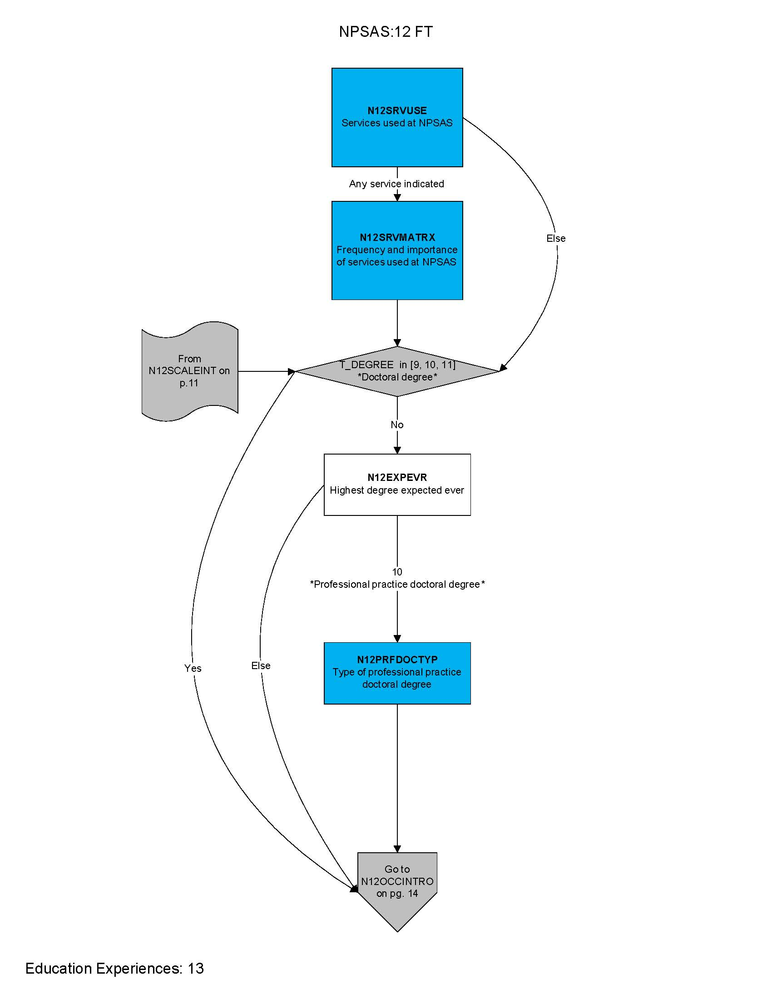 NPSAS:12 FT
N12SRVUSE
Services used at NPSAS
Any service indicated
N12SRVMATRX
Frequency and importance
of services used at NPSAS
Else
From
N12SCALEINT on
p.11
T_DEGREE in [9, 10, 11]
*Doctoral degree*
No
N12EXPEVR
Highest degree expected ever
10
*Professional practice doctoral degree*
N12PRFDOCTYP
Type of professional practice
doctoral degree
Yes
Else
Go to
N12OCCINTRO
on pg. 14
Education Experiences: 13